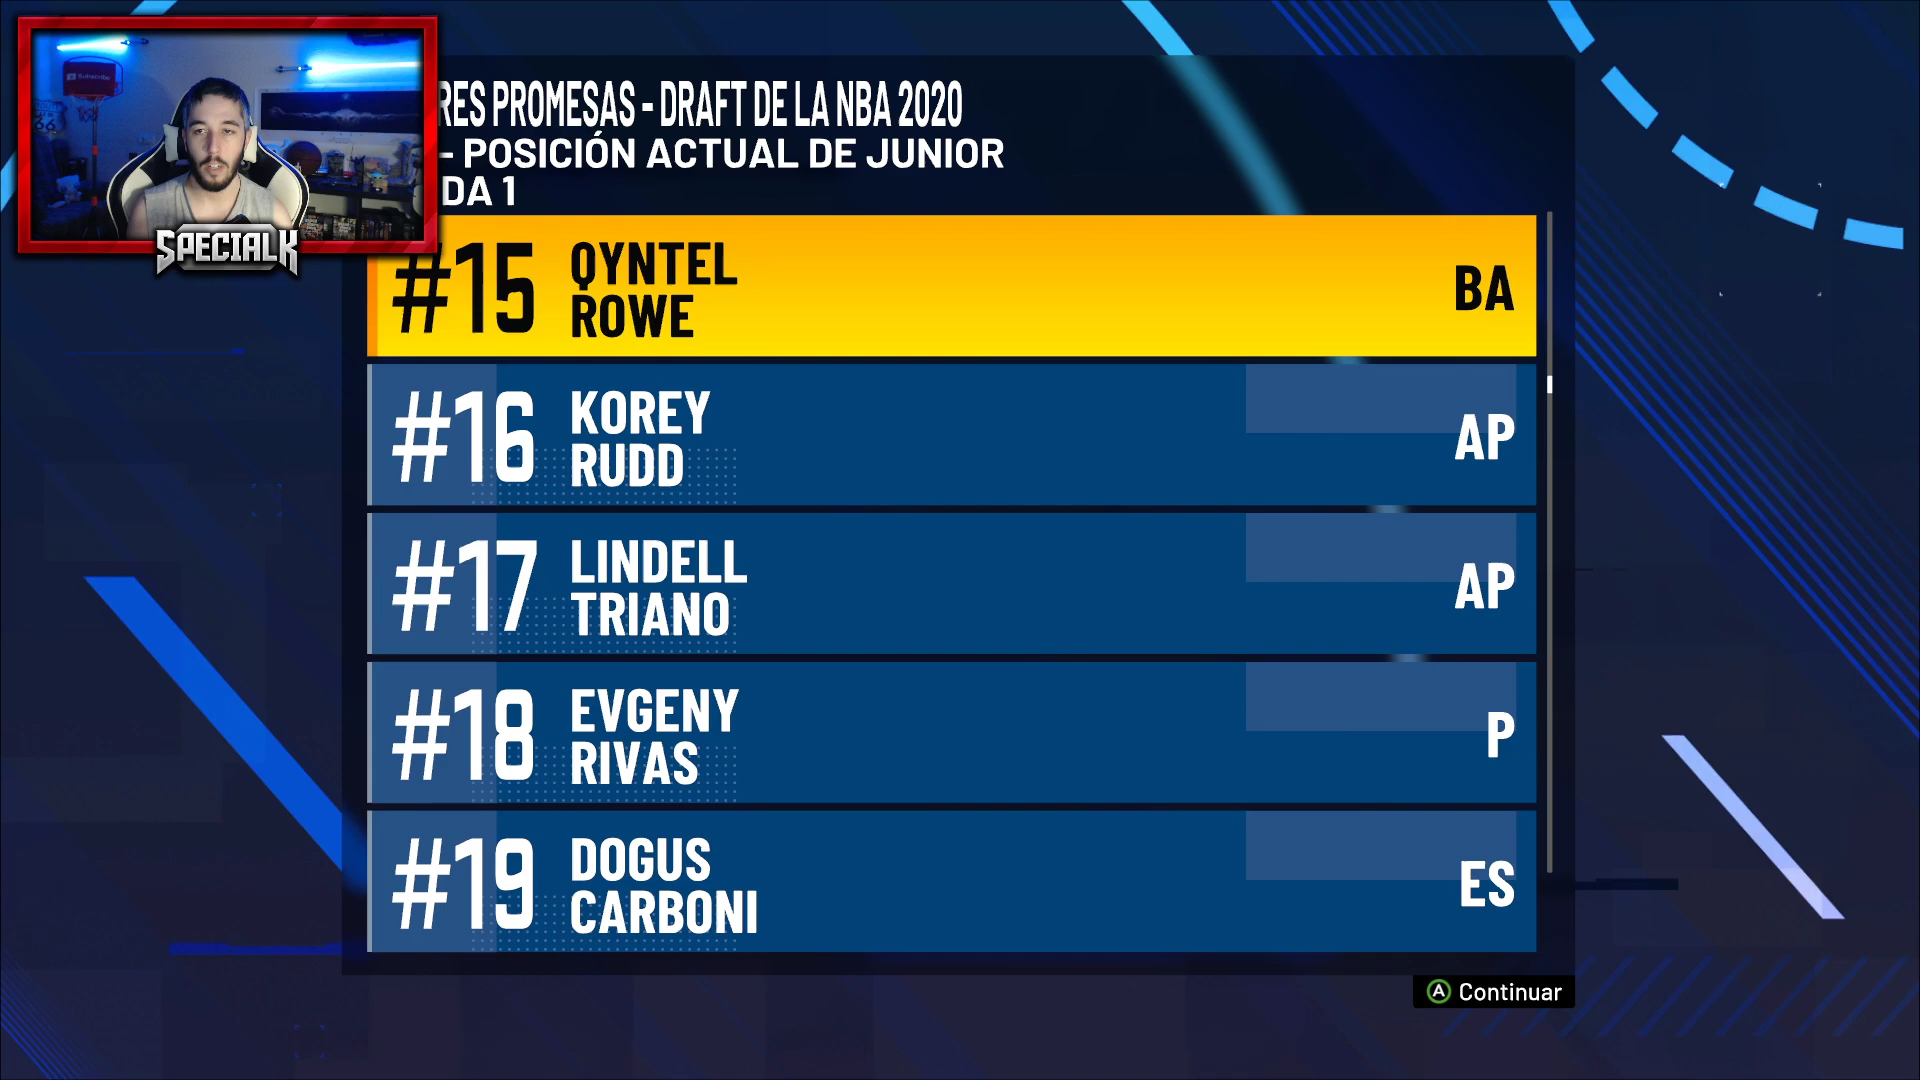 Subscribe
SPECIALK
RES PROMESAS - DRAFT DE LA NBA 2020
- POSICIÓN ACTUAL DE JUNIOR
DA 1
#15 QYNTEL ROWE BA
#16 KOREY RUDD AP
#17 LINDELL TRIANO AP
#18 EVGENY RIVAS P
#19 DOGUS CARBONI ES
A Continuar